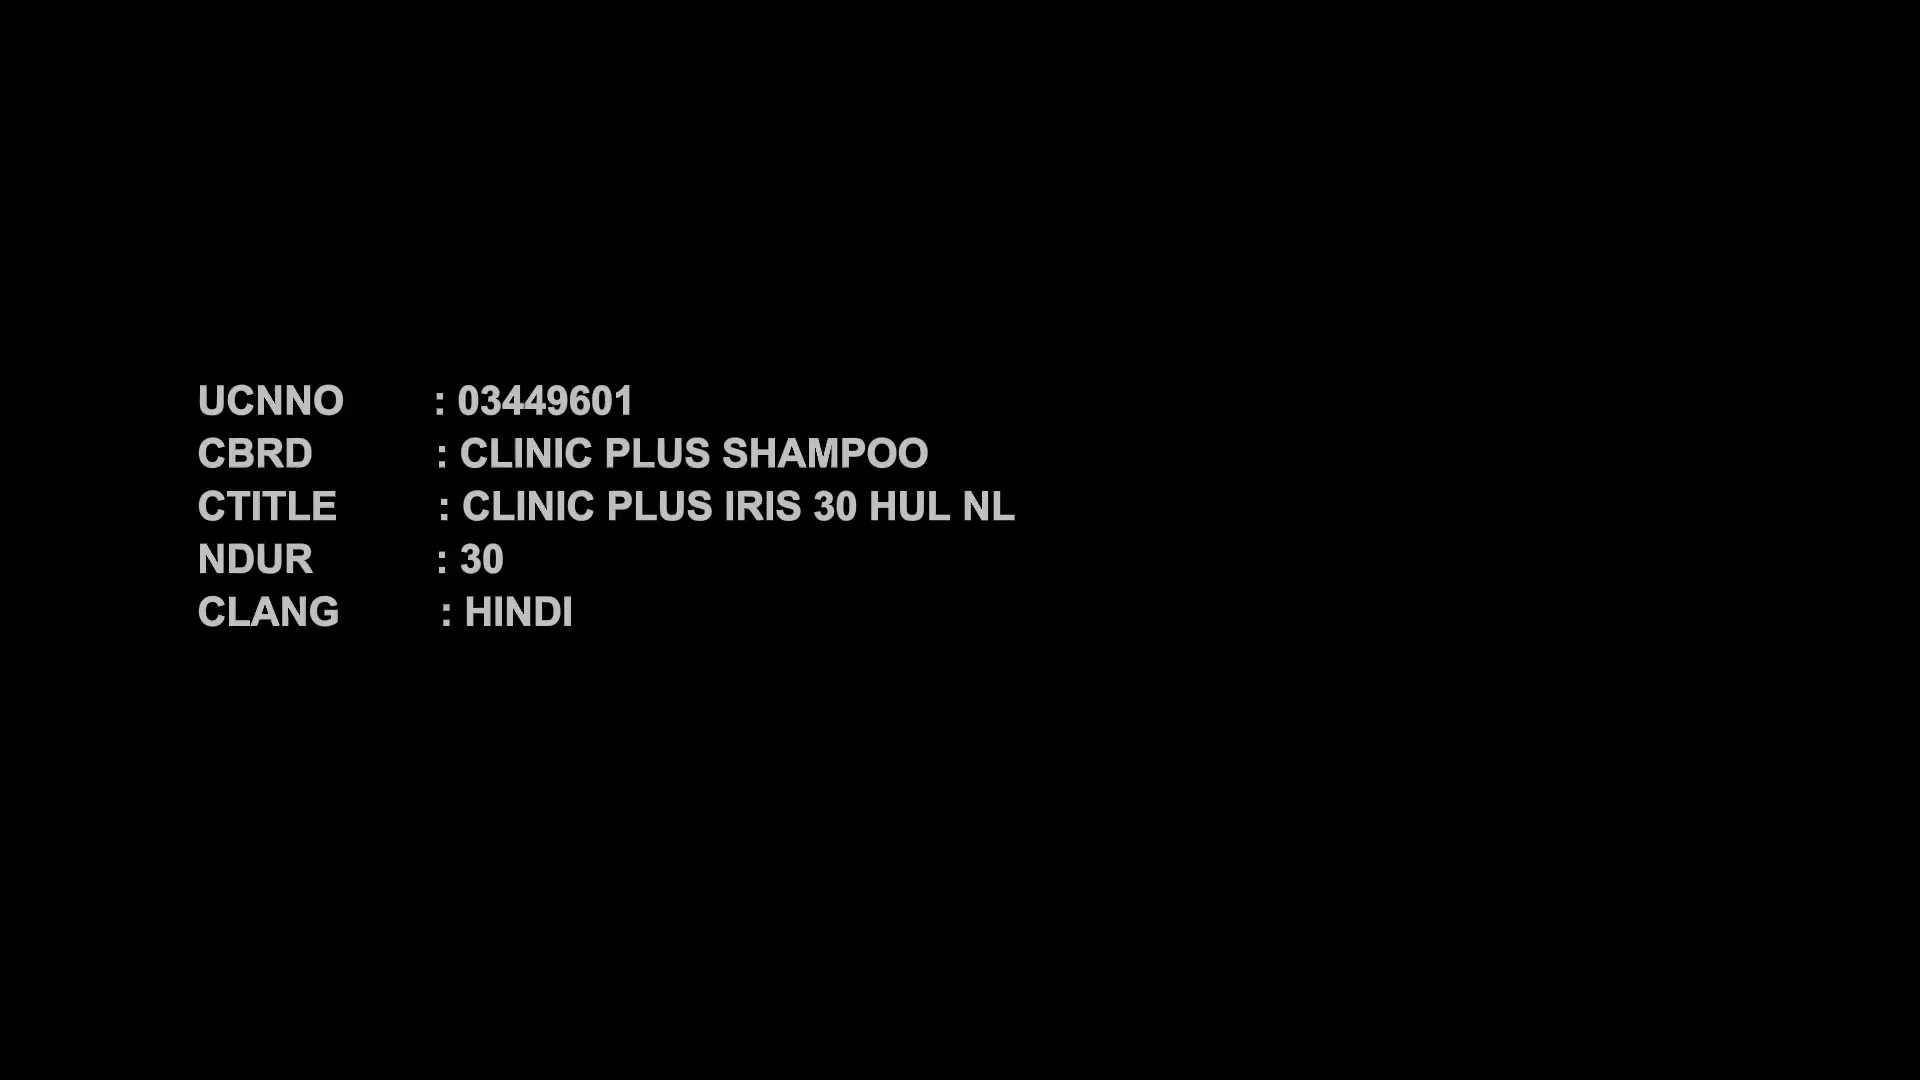 UCNNO : 03449601
CBRD : CLINIC PLUS SHAMPOO
CTITLE : CLINIC PLUS IRIS 30 HUL NL
NDUR : 30
CLANG : HINDI